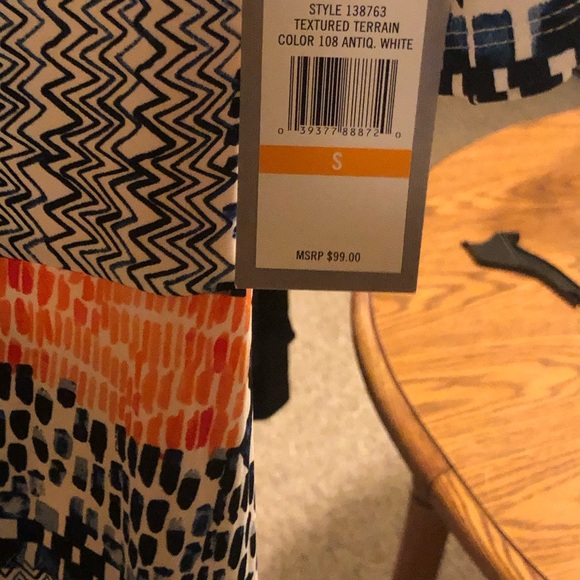 STYLE 138763
TEXTURED TERRAIN
COLOR 108 ANTIQ. WHITE
0 39377 88872 0
S
MSRP $99.00